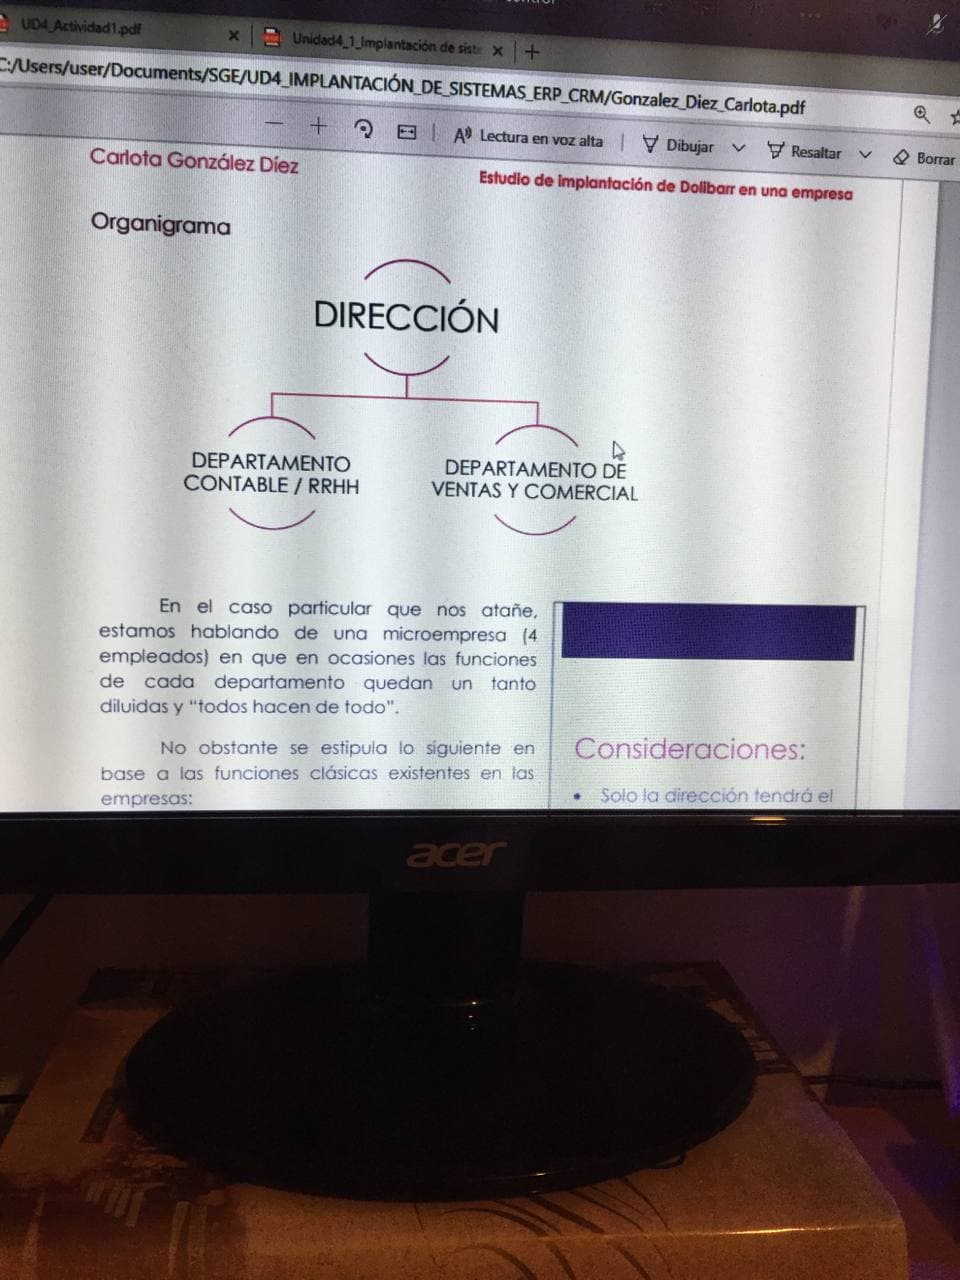 UD4_Actividad1.pdf
Unidad4_1_Implantación de siste
C:/Users/user/Documents/SGE/UD4_IMPLANTACIÓN_DE_SISTEMAS_ERP_CRM/Gonzalez_Diez_Carlota.pdf
Lectura en voz alta
Dibujar
Resaltar
Borrar
Carlota González Díez
Estudio de implantación de Dolibarr en una empresa
Organigrama
DIRECCIÓN
DEPARTAMENTO
CONTABLE / RRHH
DEPARTAMENTO DE
VENTAS Y COMERCIAL
En el caso particular que nos atañe,
estamos hablando de una microempresa (4
empleados) en que en ocasiones las funciones
de cada departamento quedan un tanto
diluidas y “todos hacen de todo”.
No obstante se estipula lo siguiente en
base a las funciones clásicas existentes en las
empresas:
Consideraciones:
• Solo la dirección tendrá el
acer